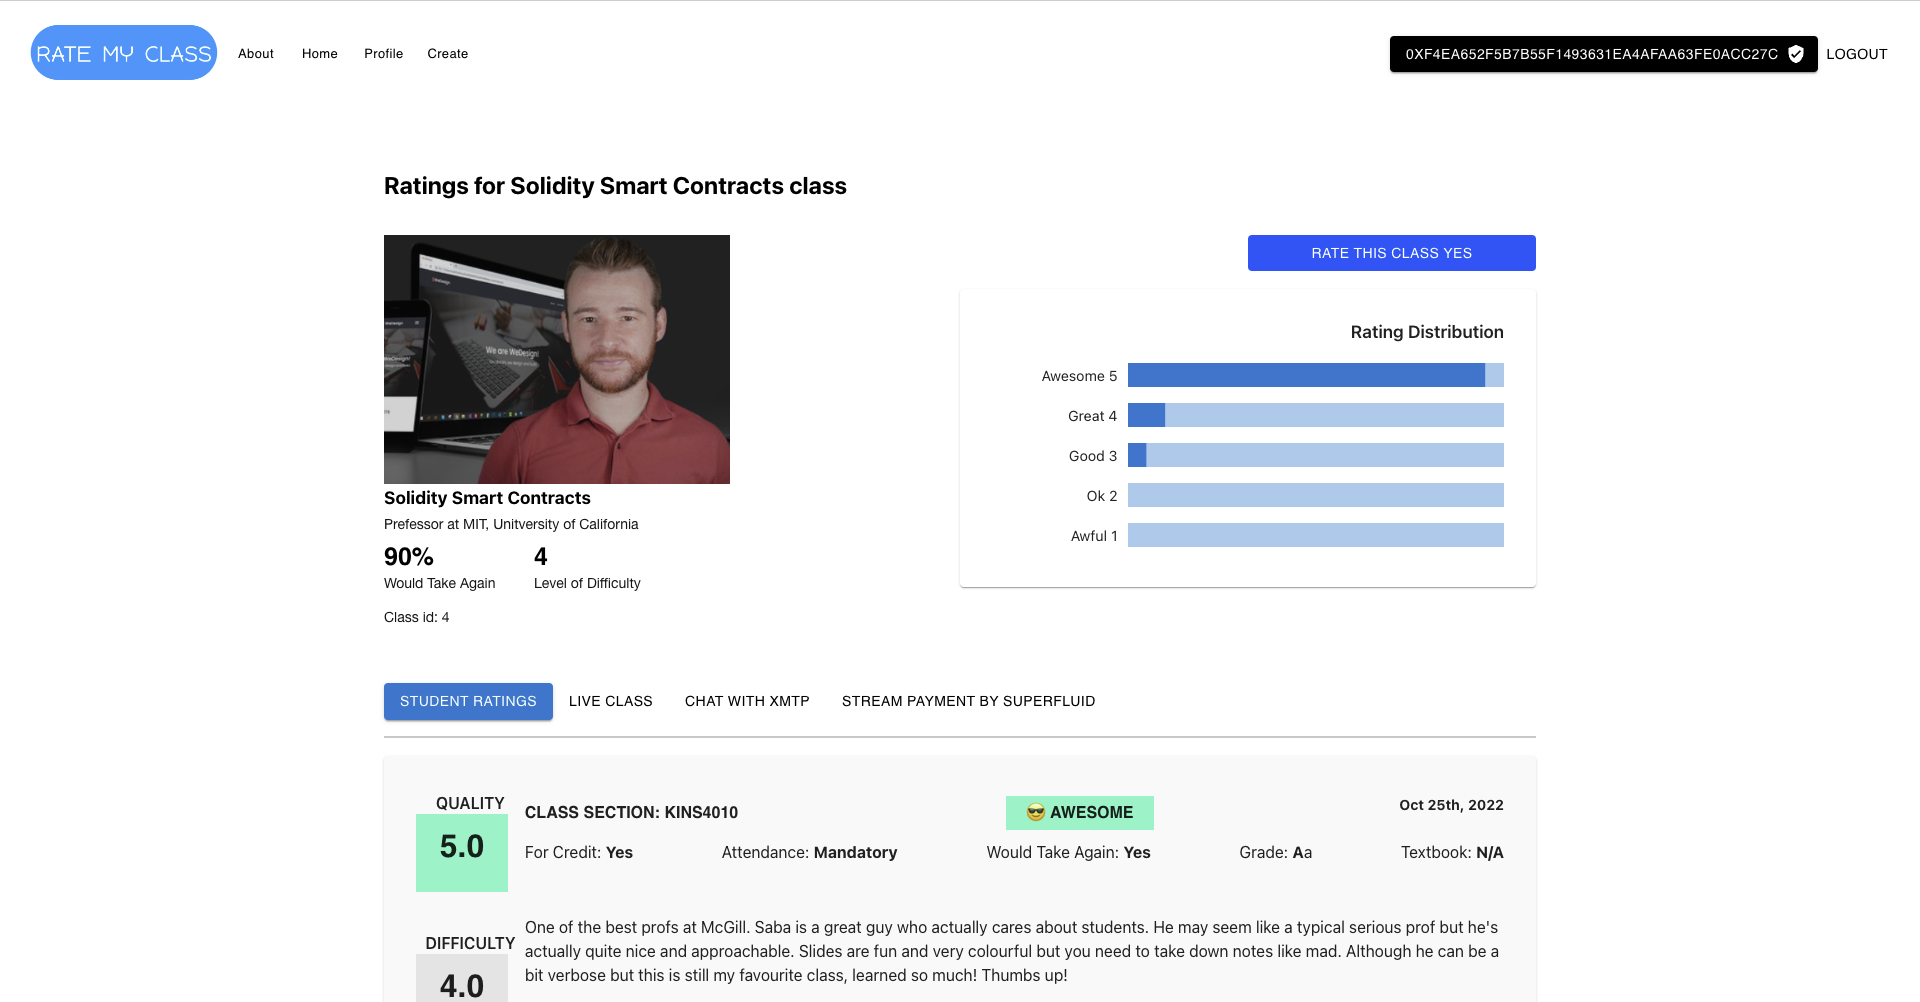 RATE MY CLASS
About
Home
Profile
Create
0XF4EA652F5B7B55F1493631EA4AFAA63FE0ACC27C
LOGOUT
Ratings for Solidity Smart Contracts class
We are WeDesign!
Solidity Smart Contracts
Prefessor at MIT, Unitversity of California
90%
4
Would Take Again
Level of Difficulty
Class id: 4
RATE THIS CLASS YES
Rating Distribution
Awesome 5
Great 4
Good 3
Ok 2
Awful 1
STUDENT RATINGS
LIVE CLASS
CHAT WITH XMTP
STREAM PAYMENT BY SUPERFLUID
QUALITY
5.0
CLASS SECTION: KINS4010
😎 AWESOME
Oct 25th, 2022
For Credit: Yes
Attendance: Mandatory
Would Take Again: Yes
Grade: Aa
Textbook: N/A
DIFFICULTY
4.0
One of the best profs at McGill. Saba is a great guy who actually cares about students. He may seem like a typical serious prof but he's
actually quite nice and approachable. Slides are fun and very colourful but you need to take down notes like mad. Although he can be a
bit verbose but this is still my favourite class, learned so much! Thumbs up!